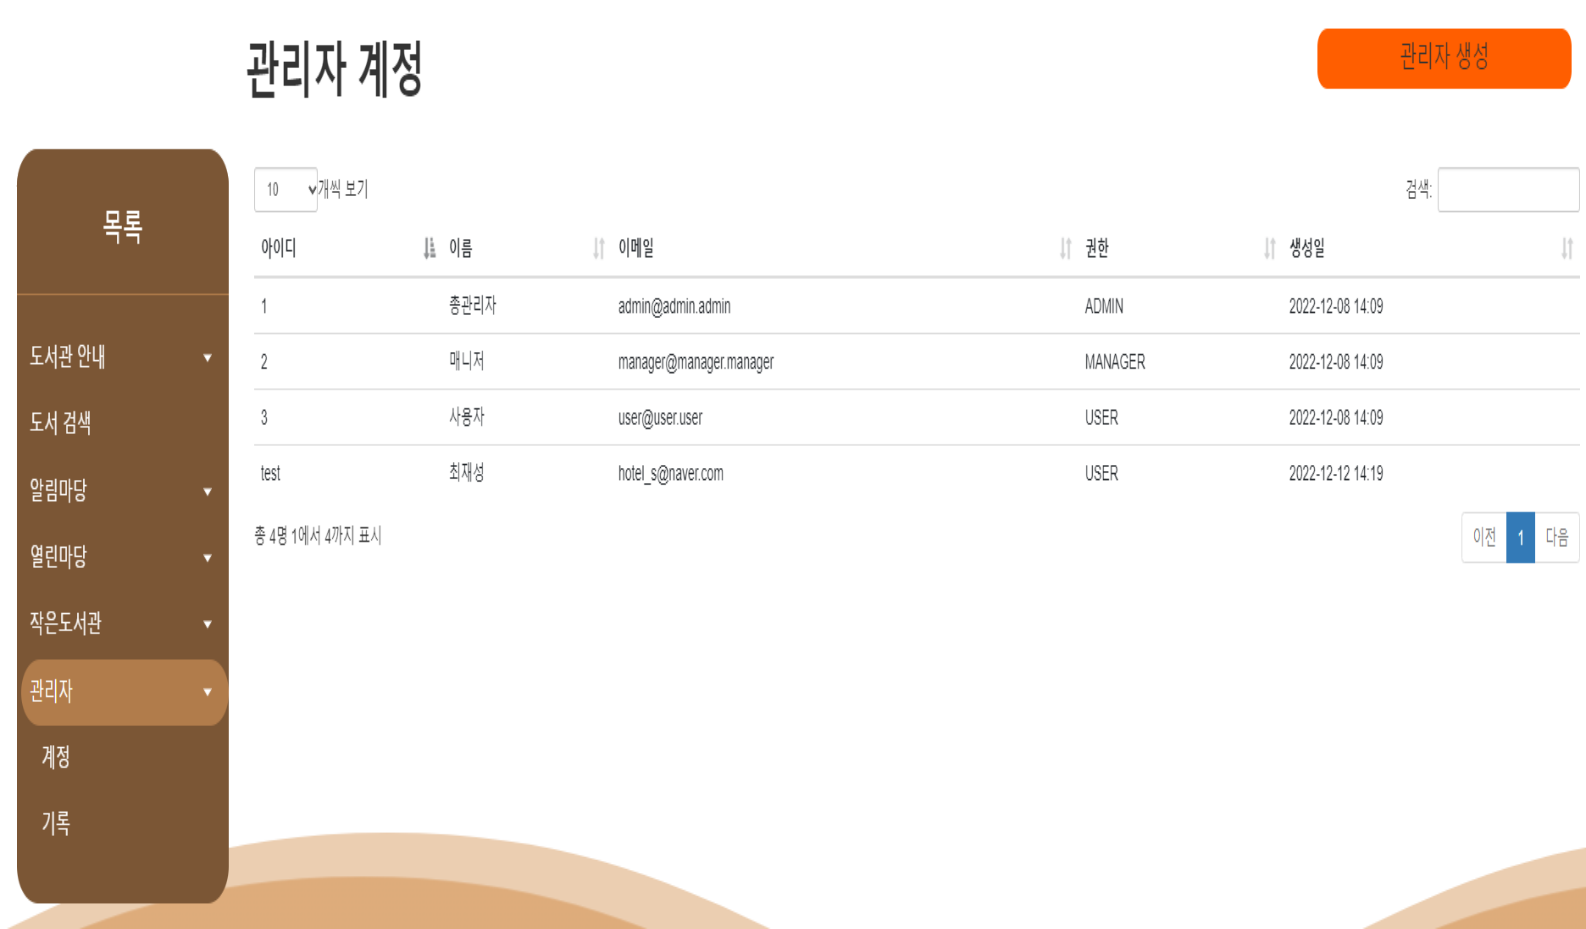 관리자 계정
관리자 생성
목록
도서관 안내
도서 검색
알림마당
열린마당
작은도서관
관리자
계정
기록
10 개씩 보기
검색:
아이디 이름 이메일 권한 생성일
1 총관리자 admin@admin.admin ADMIN 2022-12-08 14:09
2 매니저 manager@manager.manager MANAGER 2022-12-08 14:09
3 사용자 user@user.user USER 2022-12-08 14:09
test 최재성 hotel_s@naver.com USER 2022-12-12 14:19
총 4명 1에서 4까지 표시
이전 1 다음